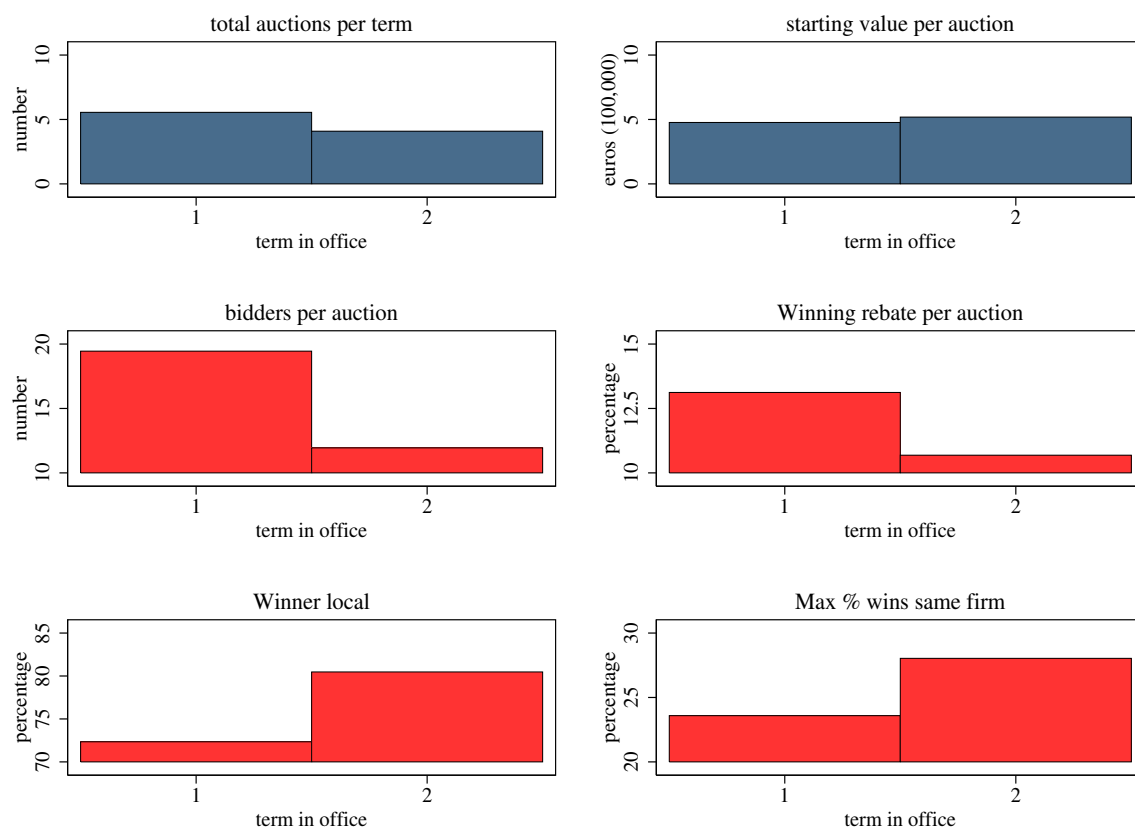 total auctions per term
number
10
5
0
1 2
term in office
starting value per auction
euros (100,000)
10
5
0
1 2
term in office
bidders per auction
number
20
15
10
1 2
term in office
Winning rebate per auction
percentage
15
12.5
10
1 2
term in office
Winner local
percentage
85
80
75
70
1 2
term in office
Max % wins same firm
percentage
30
25
20
1 2
term in office